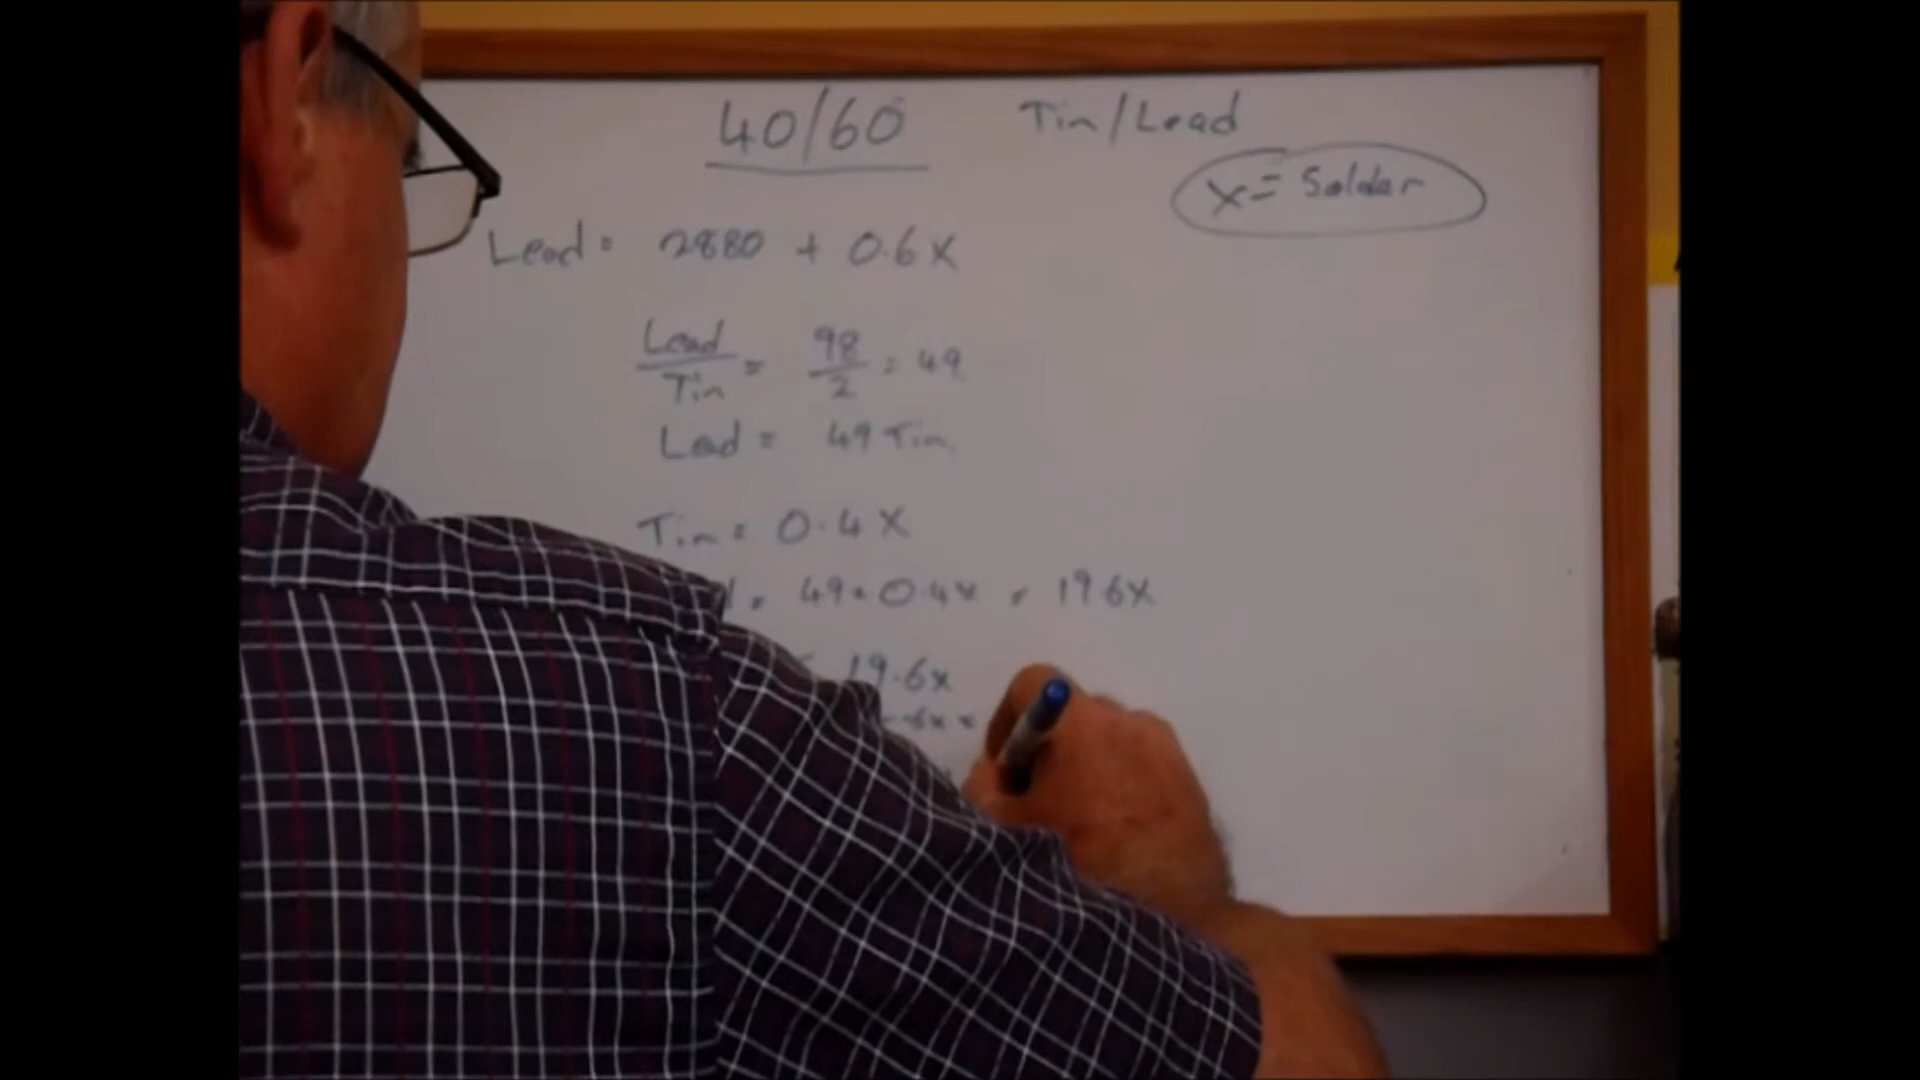 40/60 Tin/Lead
x = Solder
Lead = 2880 + 0.6x
Lead/Tin = 98/2 = 49
Lead = 49 Tin
Tin = 0.4x
49 × 0.4x = 19.6x
19.6x